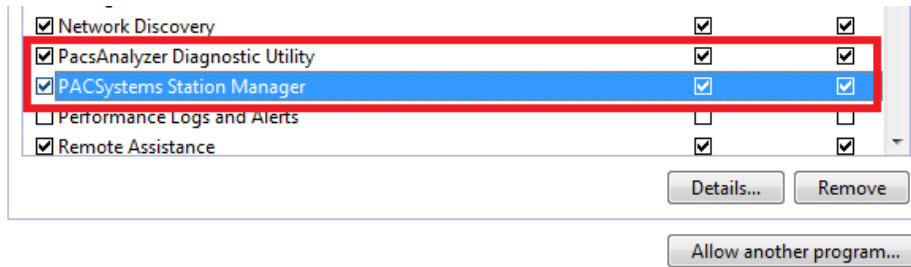 Network Discovery
PacsAnalyzer Diagnostic Utility
PACSystems Station Manager
Performance Logs and Alerts
Remote Assistance
Details... Remove
Allow another program...